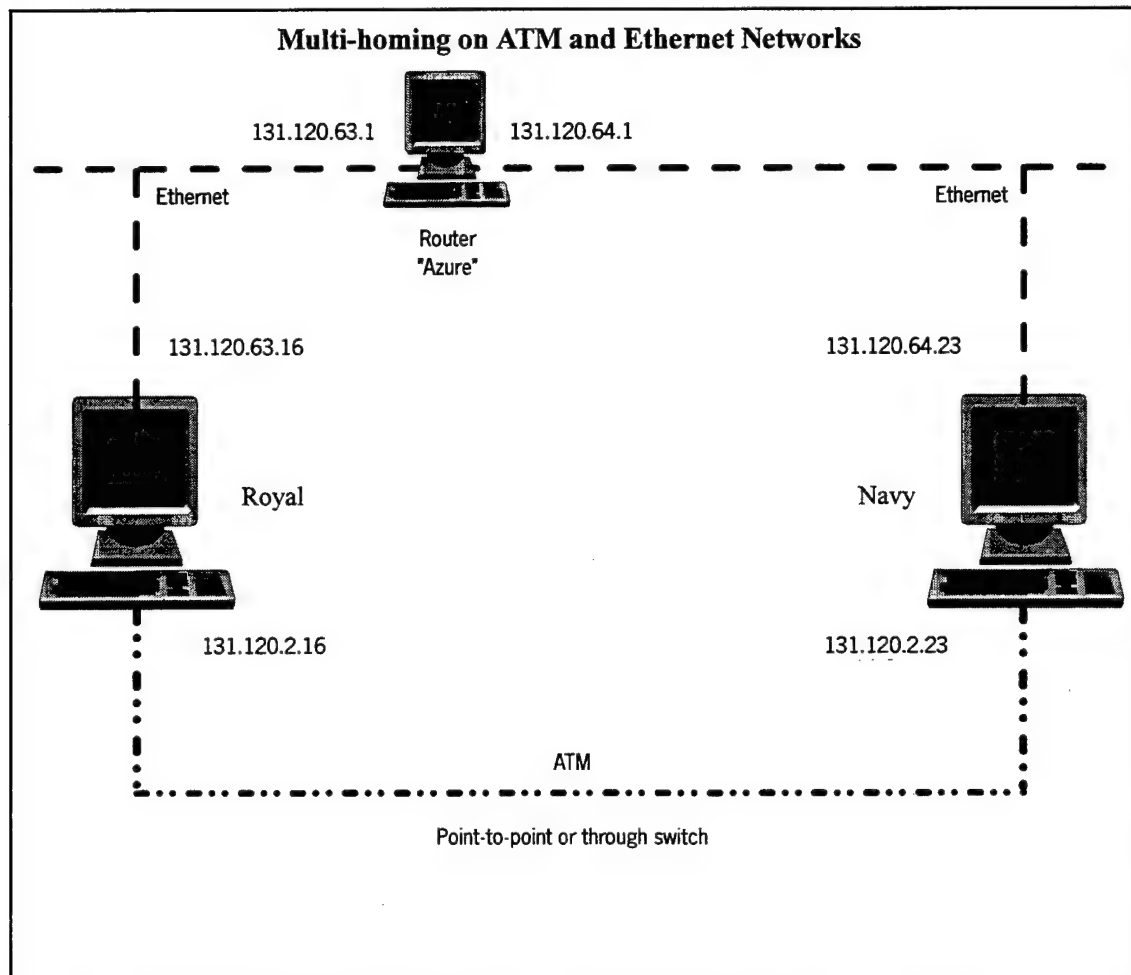 Multi-homing on ATM and Ethernet Networks
131.120.63.1
131.120.64.1
Ethernet
Ethernet
Router
"Azure"
131.120.63.16
131.120.64.23
Royal
Navy
131.120.2.16
131.120.2.23
ATM
Point-to-point or through switch